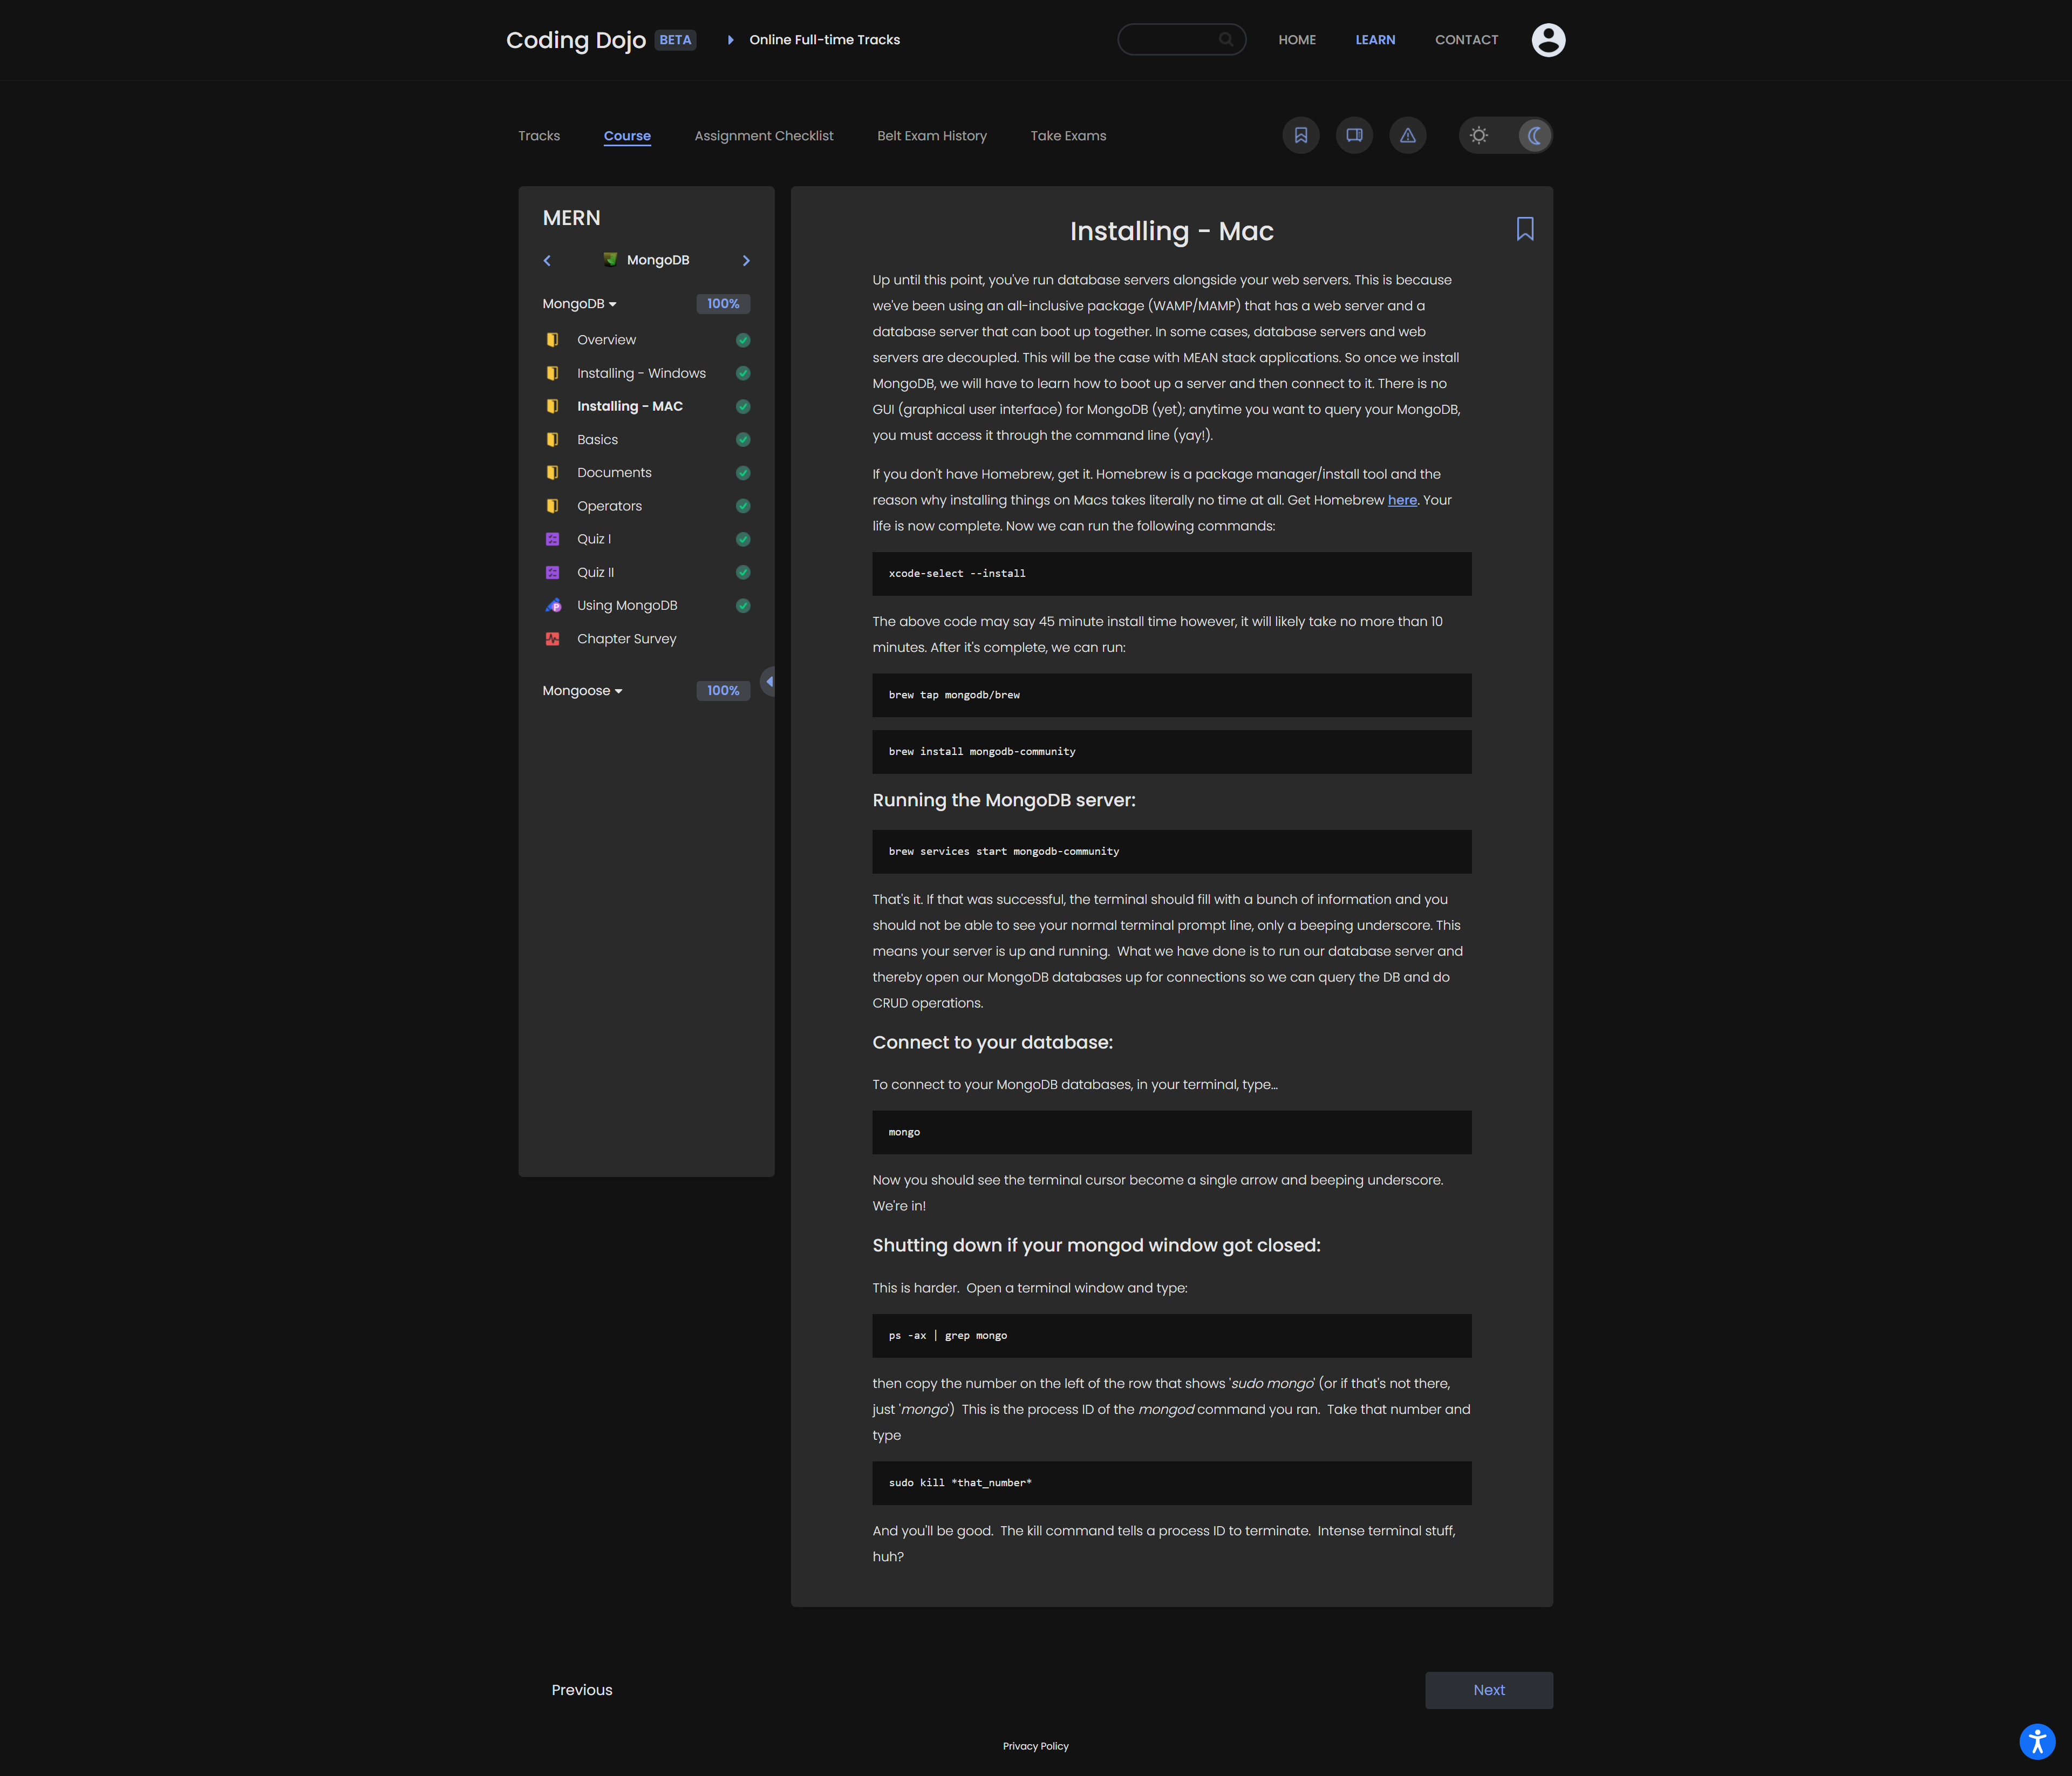 Coding Dojo BETA Online Full-time Tracks HOME LEARN CONTACT
Tracks Course Assignment Checklist Belt Exam History Take Exams
MERN
MongoDB
MongoDB 100%
Overview
Installing - Windows
Installing - MAC
Basics
Documents
Operators
Quiz I
Quiz II
Using MongoDB
Chapter Survey
Mongoose 100%
Installing - Mac
Up until this point, you've run database servers alongside your web servers. This is because
we've been using an all-inclusive package (WAMP/MAMP) that has a web server and a
database server that can boot up together. In some cases, database servers and web
servers are decoupled. This will be the case with MEAN stack applications. So once we install
MongoDB, we will have to learn how to boot up a server and then connect to it. There is no
GUI (graphical user interface) for MongoDB (yet); anytime you want to query your MongoDB,
you must access it through the command line (yay!).
If you don't have Homebrew, get it. Homebrew is a package manager/install tool and the
reason why installing things on Macs takes literally no time at all. Get Homebrew here. Your
life is now complete. Now we can run the following commands:
xcode-select --install
The above code may say 45 minute install time however, it will likely take no more than 10
minutes. After it's complete, we can run:
brew tap mongodb/brew
brew install mongodb-community
Running the MongoDB server:
brew services start mongodb-community
That's it. If that was successful, the terminal should fill with a bunch of information and you
should not be able to see your normal terminal prompt line, only a beeping underscore. This
means your server is up and running.  What we have done is to run our database server and
thereby open our MongoDB databases up for connections so we can query the DB and do
CRUD operations.
Connect to your database:
To connect to your MongoDB databases, in your terminal, type...
mongo
Now you should see the terminal cursor become a single arrow and beeping underscore.
We're in!
Shutting down if your mongod window got closed:
This is harder.  Open a terminal window and type:
ps -ax | grep mongo
then copy the number on the left of the row that shows 'sudo mongo' (or if that's not there,
just 'mongo')  This is the process ID of the mongod command you ran.  Take that number and
type
sudo kill *that_number*
And you'll be good.  The kill command tells a process ID to terminate.  Intense terminal stuff,
huh?
Previous Next
Privacy Policy